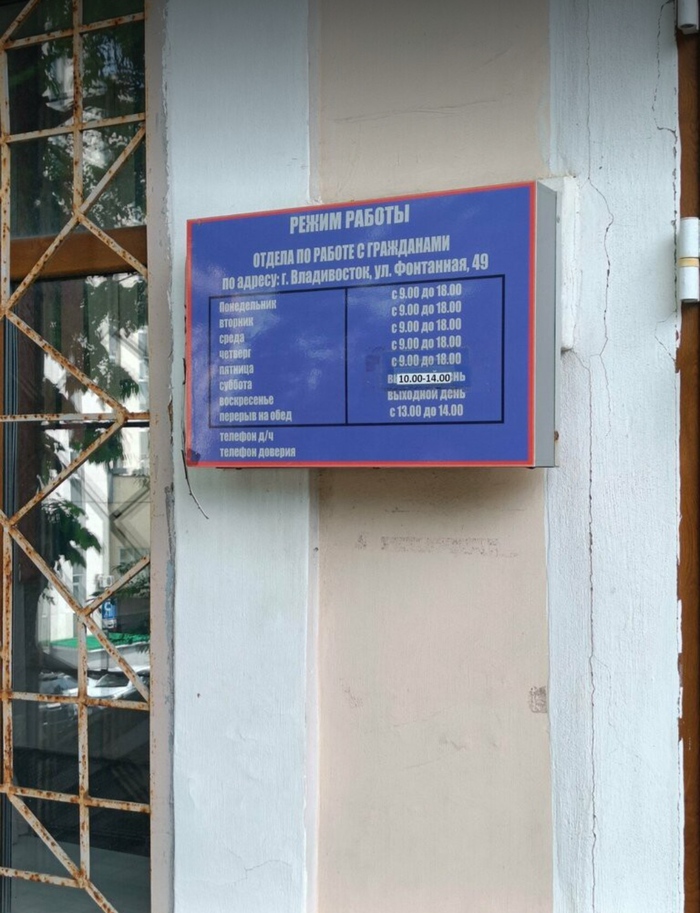 РЕЖИМ РАБОТЫ
ОТДЕЛА ПО РАБОТЕ С ГРАЖДАНАМИ
по адресу: г. Владивосток, ул. Фонтанная, 49
Понедельник с 9.00 до 18.00
вторник с 9.00 до 18.00
среда с 9.00 до 18.00
четверг с 9.00 до 18.00
пятница с 9.00 до 18.00
суббота 10.00-14.00
воскресенье выходной день
перерыв на обед с 13.00 до 14.00
телефон д/ч
телефон доверия